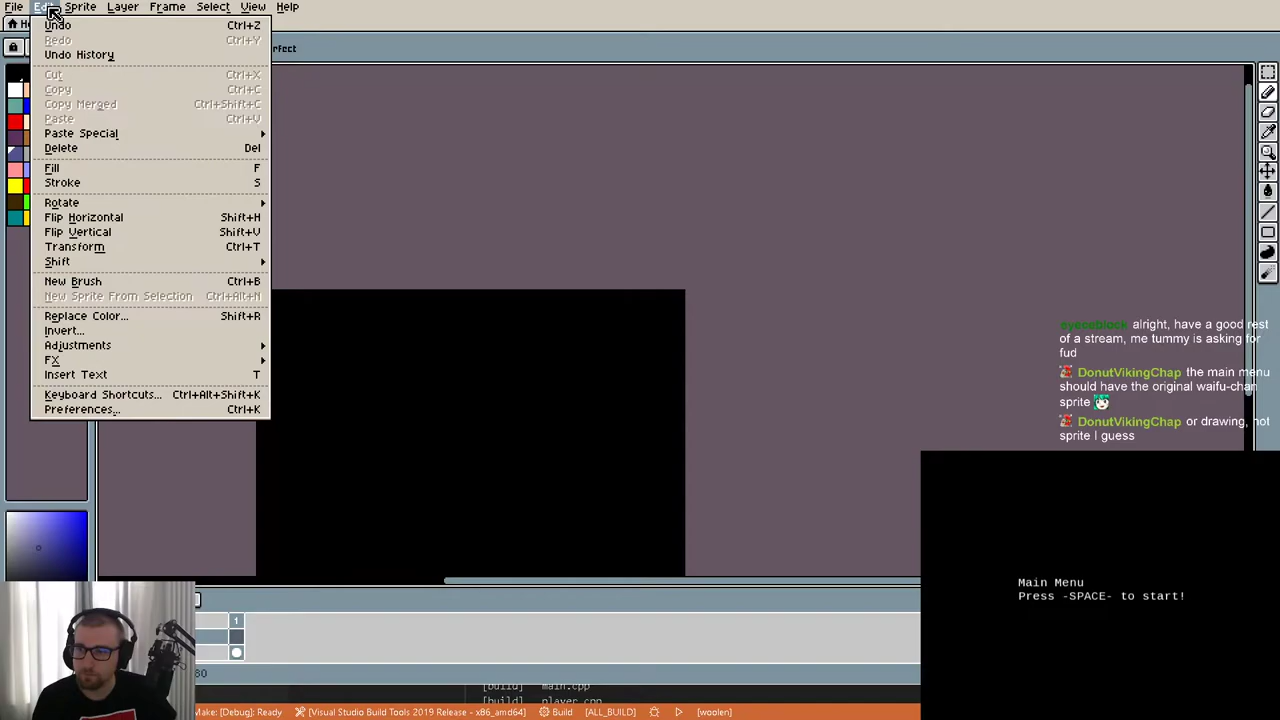 File Edit Sprite Layer Frame Select View Help
Undo Ctrl+Z
Redo Ctrl+Y
Undo History
Cut Ctrl+X
Copy Ctrl+C
Copy Merged Ctrl+Shift+C
Paste Ctrl+V
Paste Special
Delete Del
Fill F
Stroke S
Rotate
Flip Horizontal Shift+H
Flip Vertical Shift+V
Transform Ctrl+T
Shift
New Brush Ctrl+B
New Sprite From Selection Ctrl+Alt+N
Replace Color... Shift+R
Invert...
Adjustments
FX
Insert Text T
Keyboard Shortcuts... Ctrl+Alt+Shift+K
Preferences... Ctrl+K
alright, have a good rest
of a stream, me tummy is asking for
fud
DonutVikingChap the main menu
should have the original waifu-chan
sprite
DonutVikingChap or drawing, not
sprite I guess
Main Menu
Press -SPACE- to start!
1
[build] main.cpp
[build] player.cpp
Make: [Debug]: Ready [Visual Studio Build Tools 2019 Release - x86_amd64] Build [ALL_BUILD] [woolen]